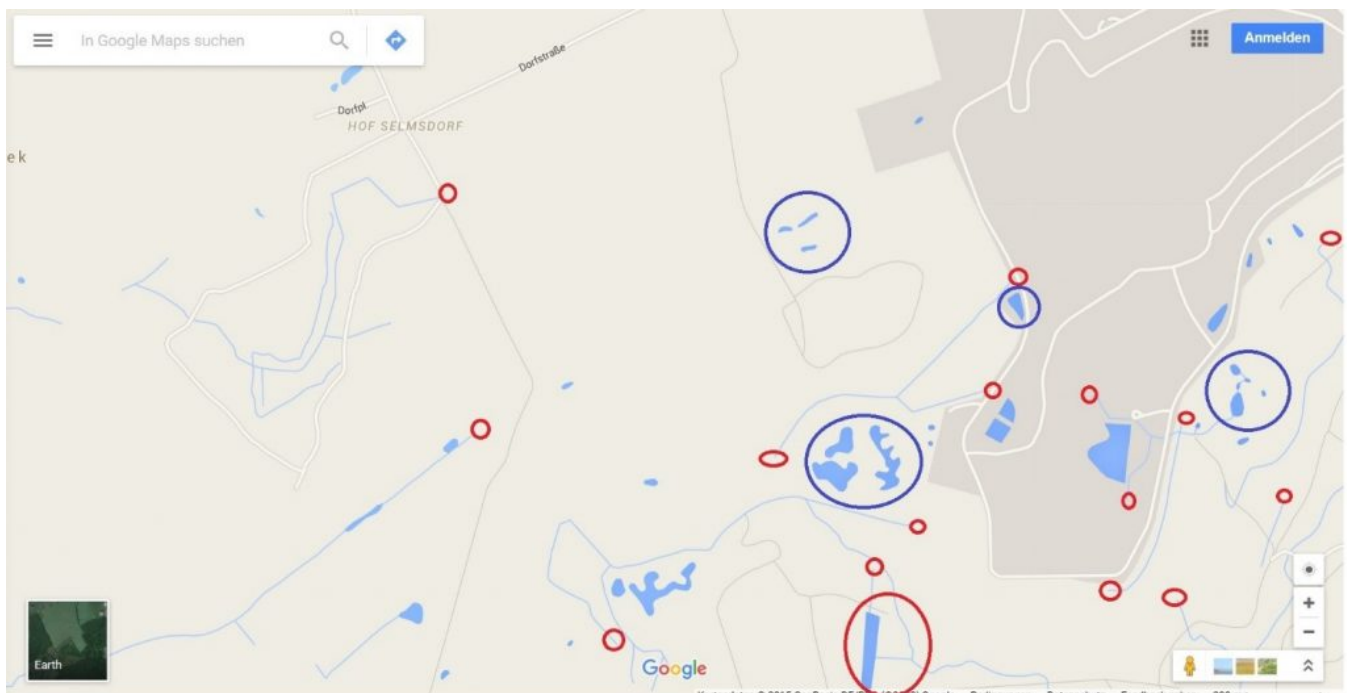 In Google Maps suchen
Anmelden
Dorfstraße
Dorfpl
HOF SELMSDORF
ek
Earth
Google